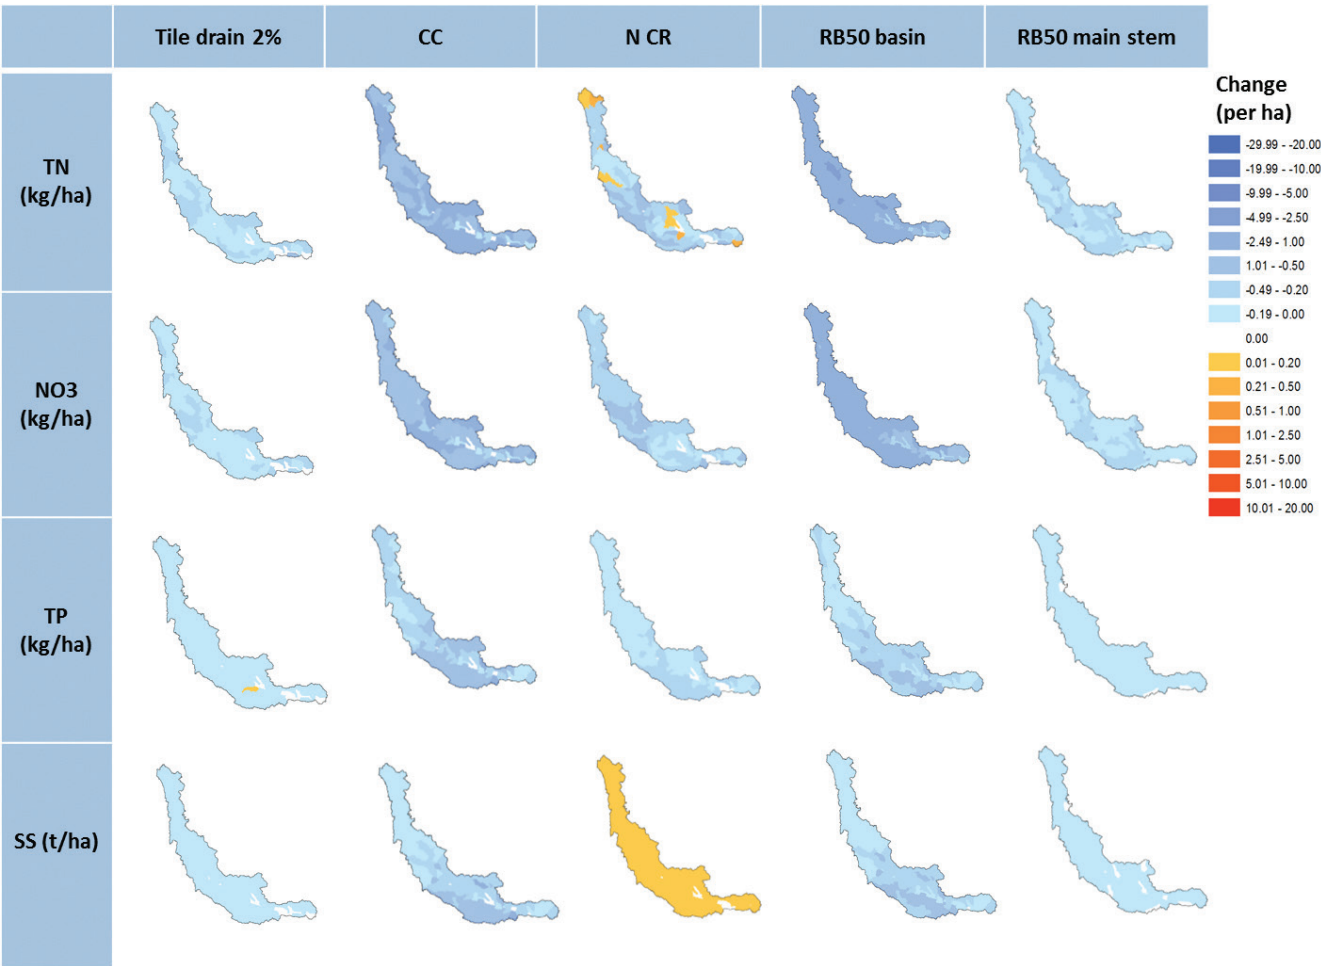 Tile drain 2%
CC
N CR
RB50 basin
RB50 main stem
Change
(per ha)
-29.99 - -20.00
-19.99 - -10.00
-9.99 - -5.00
-4.99 - -2.50
-2.49 - 1.00
1.01 - -0.50
-0.49 - -0.20
-0.19 - 0.00
0.00
0.01 - 0.20
0.21 - 0.50
0.51 - 1.00
1.01 - 2.50
2.51 - 5.00
5.01 - 10.00
10.01 - 20.00
TN
(kg/ha)
NO3
(kg/ha)
TP
(kg/ha)
SS (t/ha)